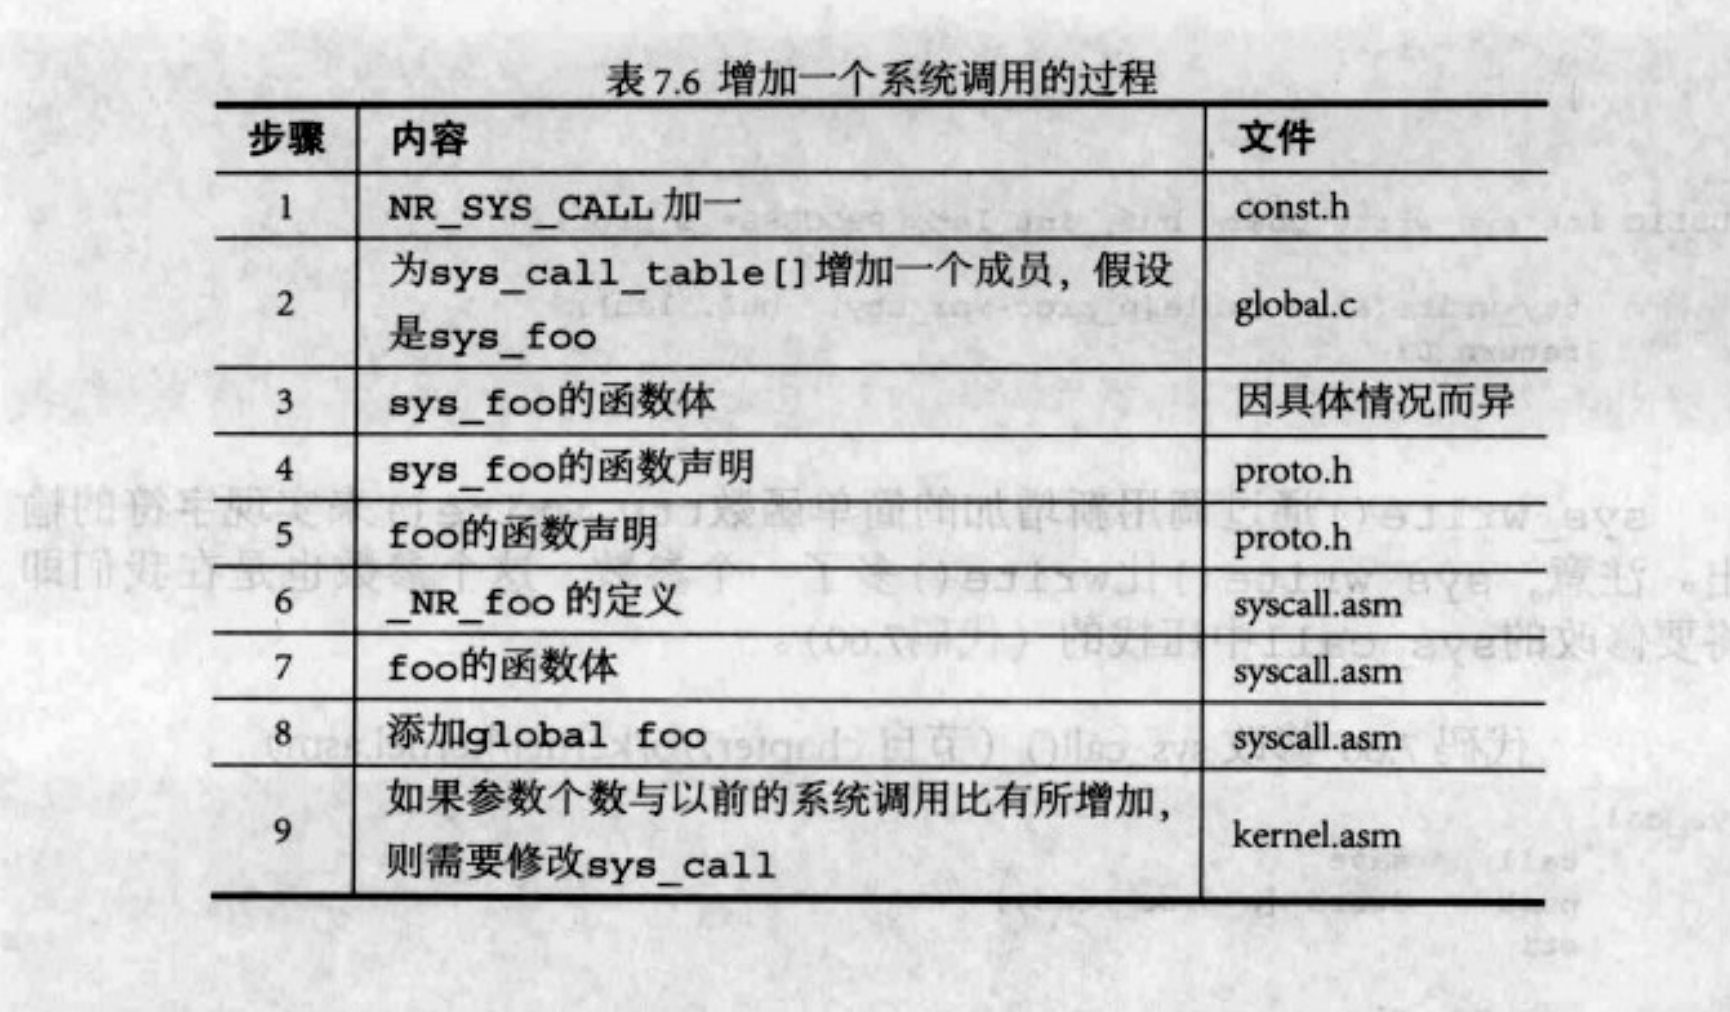 表 7.6 增加一个系统调用的过程
步骤 内容 文件
1 NR_SYS_CALL 加一 const.h
为sys_call_table[]增加一个成员，假设
2 global.c
是sys_foo
3 sys_foo的函数体 因具体情况而异
4 sys_foo的函数声明 proto.h
5 foo的函数声明 proto.h
6 _NR_foo 的定义 syscall.asm
7 foo的函数体 syscall.asm
8 添加global foo syscall.asm
如果参数个数与以前的系统调用比有所增加，
9 kernel.asm
则需要修改sys_call